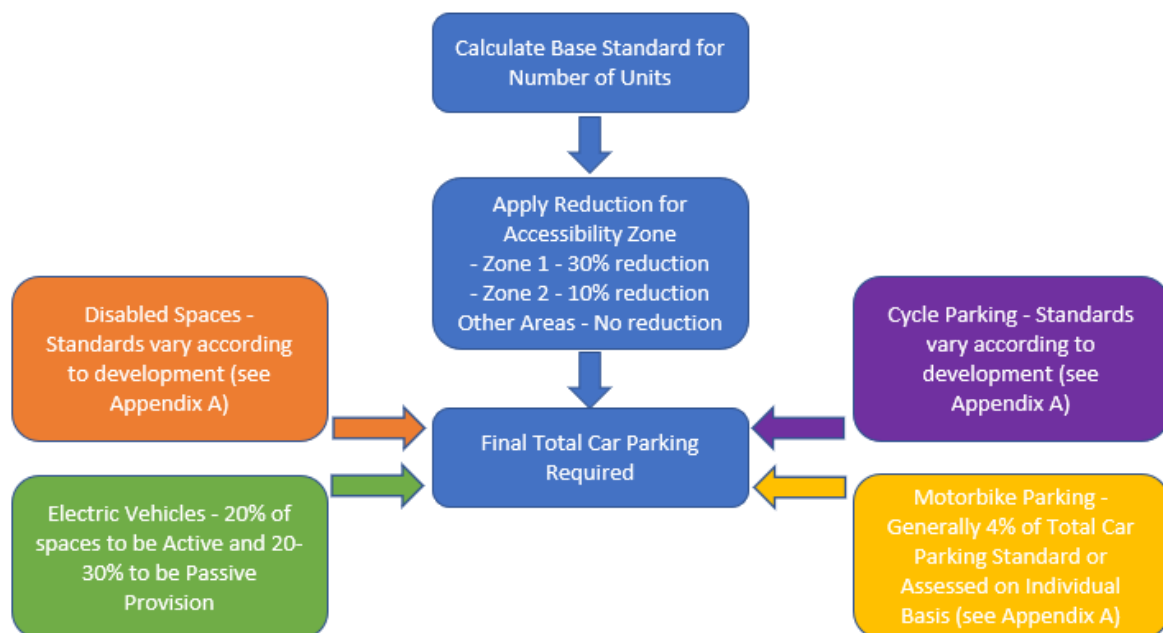 Calculate Base Standard for
Number of Units
Apply Reduction for
Accessibility Zone
- Zone 1 - 30% reduction
- Zone 2 - 10% reduction
Other Areas - No reduction
Disabled Spaces -
Standards vary according
to development (see
Appendix A)
Cycle Parking - Standards
vary according to
development (see
Appendix A)
Final Total Car Parking
Required
Electric Vehicles - 20% of
spaces to be Active and 20-
30% to be Passive
Provision
Motorbike Parking -
Generally 4% of Total Car
Parking Standard or
Assessed on Individual
Basis (see Appendix A)